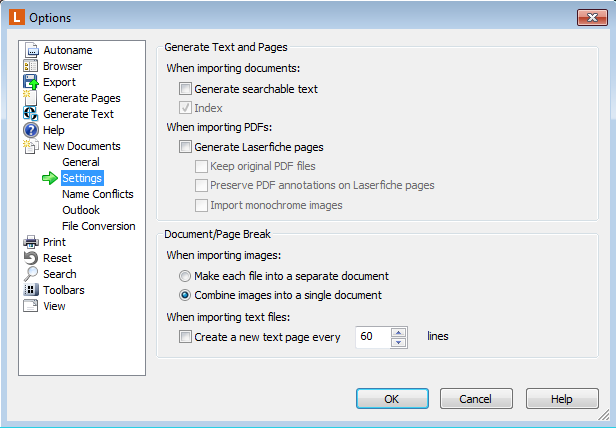 L Options
Autoname
Browser
Export
Generate Pages
Generate Text
Help
New Documents
General
Settings
Name Conflicts
Outlook
File Conversion
Print
Reset
Search
Toolbars
View
Generate Text and Pages
When importing documents:
Generate searchable text
Index
When importing PDFs:
Generate Laserfiche pages
Keep original PDF files
Preserve PDF annotations on Laserfiche pages
Import monochrome images
Document/Page Break
When importing images:
Make each file into a separate document
Combine images into a single document
When importing text files:
Create a new text page every 60 lines
OK Cancel Help